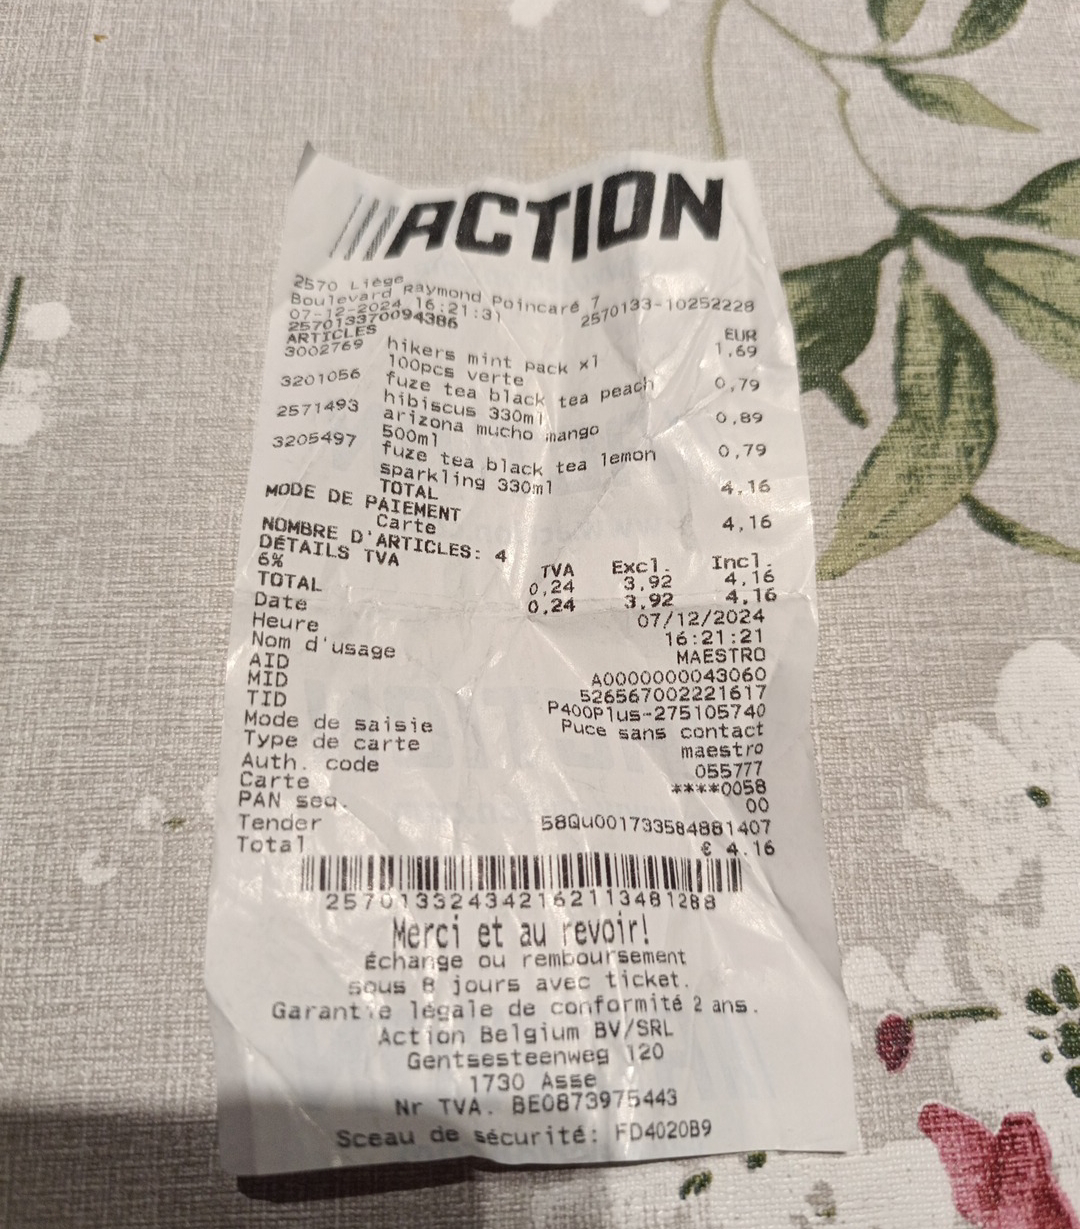 ACTION
2570 Liège
Boulevard Raymond Poincaré 7
07-12-2024 16:21:31 2570133-10252228
257013370094386
ARTICLES EUR
3002769 hikers mint pack x1 1,69
100pcs verte
3201056 fuze tea black tea peach 0,79
hibiscus 330ml
2571493 arizona mucho mango 0,89
500ml
3205497 fuze tea black tea lemon 0,79
sparkling 330ml
TOTAL 4,16
MODE DE PAIEMENT
Carte 4,16
NOMBRE D'ARTICLES: 4
DÉTAILS TVA TVA Excl. Incl.
6% 0,24 3,92 4,16
TOTAL 0,24 3,92 4,16
Date 07/12/2024
Heure 16:21:21
Nom d'usage MAESTRO
AID A0000000043060
MID 526567002221617
TID P400Plus-275105740
Mode de saisie Puce sans contact
Type de carte maestro
Auth. code 055777
Carte ****0058
PAN seq. 00
Tender 58Qu001733584881407
Total € 4.16
257013324342162113481288
Merci et au revoir!
Échange ou remboursement
sous 8 jours avec ticket.
Garantie légale de conformité 2 ans.
Action Belgium BV/SRL
Gentsesteenweg 120
1730 Asse
Nr TVA. BE0873975443
Sceau de sécurité: FD4020B9